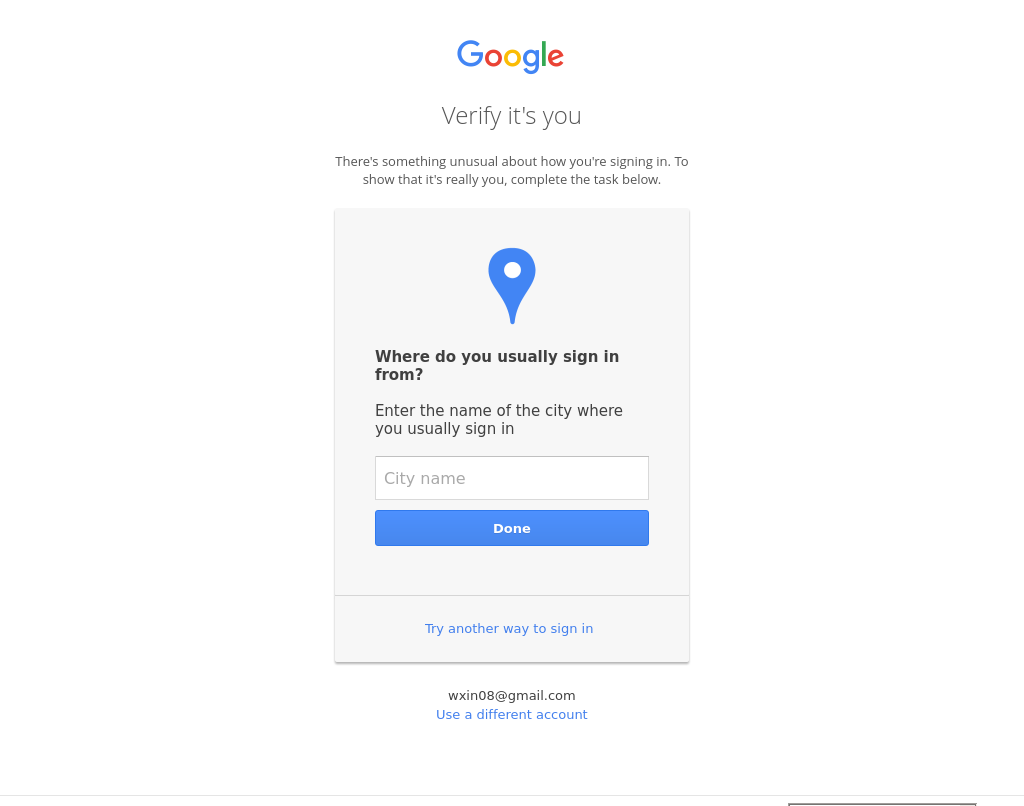 Google
Verify it's you
There's something unusual about how you're signing in. To
show that it's really you, complete the task below.
Where do you usually sign in
from?
Enter the name of the city where
you usually sign in
City name
Done
Try another way to sign in
wxin08@gmail.com
Use a different account